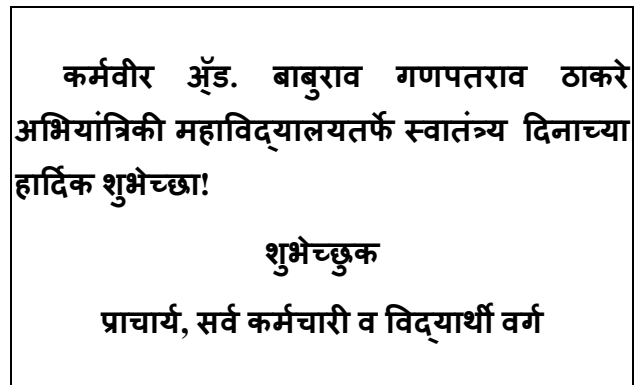 कर्मवीर ॲड. बाबुराव गणपतराव ठाकरे
अभियांत्रिकी महाविद्यालयतर्फे स्वातंत्र्य दिनाच्या
हार्दिक शुभेच्छा!
शुभेच्छुक
प्राचार्य, सर्व कर्मचारी व विद्यार्थी वर्ग